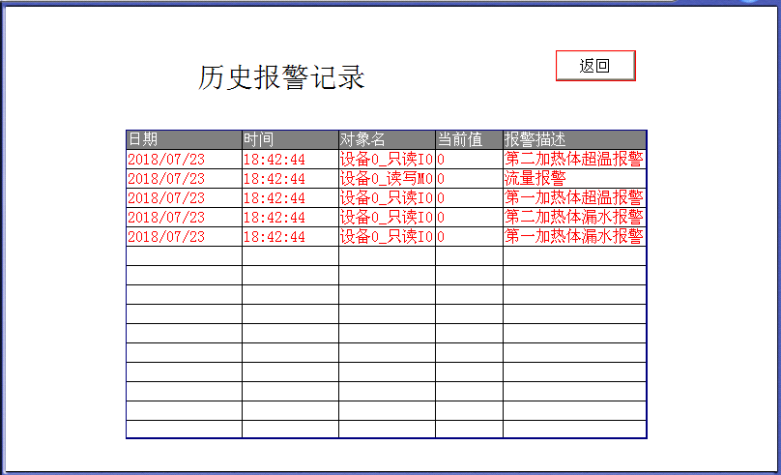 历史报警记录
返回
日期 时间 对象名 当前值 报警描述
2018/07/23 18:42:44 设备0_只读I0 0 第二加热体超温报警
2018/07/23 18:42:44 设备0_读写M0 0 流量报警
2018/07/23 18:42:44 设备0_只读I0 0 第一加热体超温报警
2018/07/23 18:42:44 设备0_只读I0 0 第二加热体漏水报警
2018/07/23 18:42:44 设备0_只读I0 0 第一加热体漏水报警